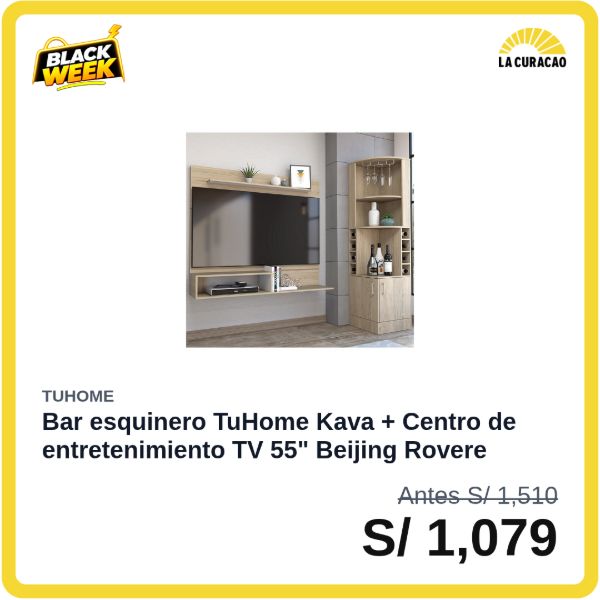 BLACK
WEEK
LA CURACAO
TUHOME
Bar esquinero TuHome Kava + Centro de
entretenimiento TV 55" Beijing Rovere
Antes S/ 1,510
S/ 1,079